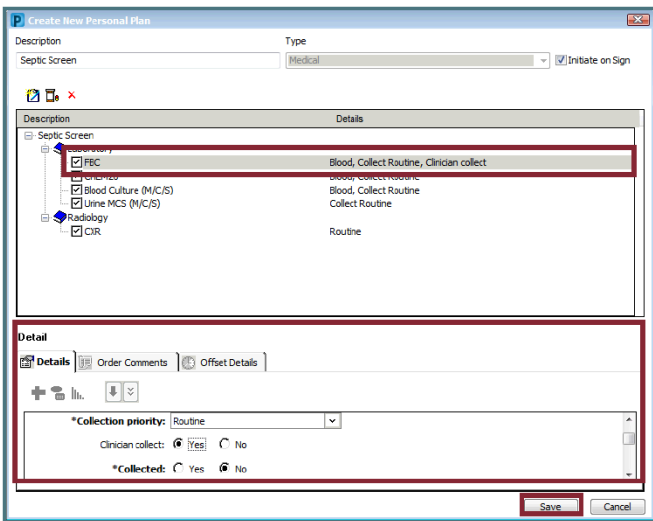 Create New Personal Plan
Description Type
Septic Screen Medical Initiate on Sign
Description Details
Septic Screen
Laboratory
FBC Blood, Collect Routine, Clinician collect
CHEM20 Blood, Collect Routine
Blood Culture (M/C/S) Blood, Collect Routine
Urine MCS (M/C/S) Collect Routine
Radiology
CXR Routine
Detail
Details Order Comments Offset Details
*Collection priority: Routine
Clinician collect: Yes No
*Collected: Yes No
Save Cancel